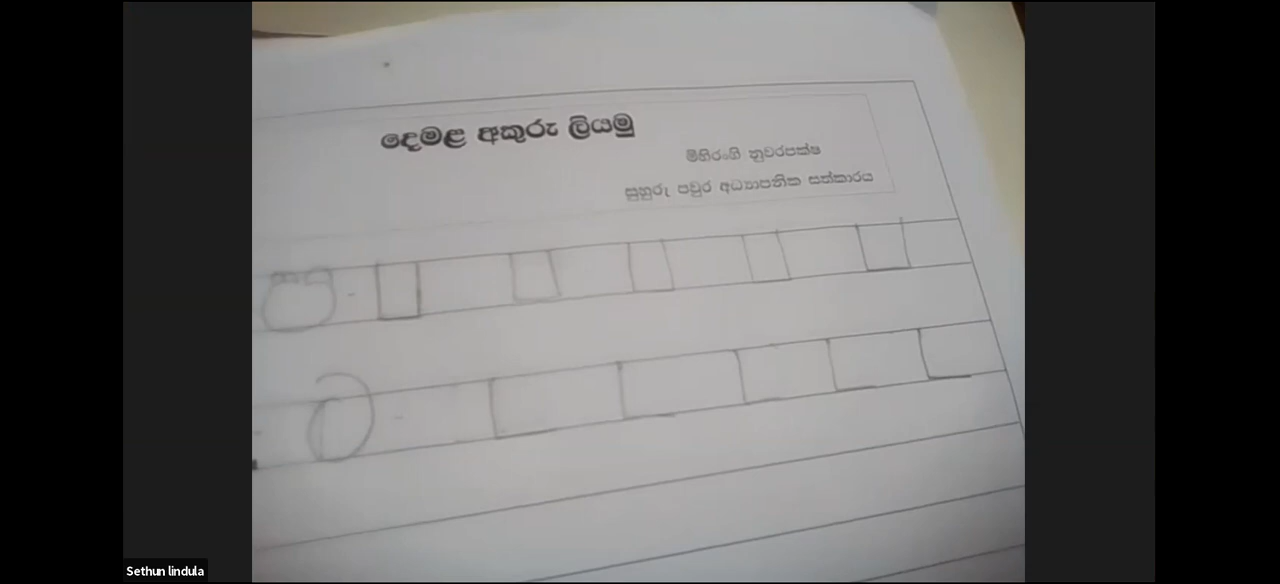 දෙමළ අකුරු ලියමු
මිහිරංගි නුවරපක්ෂ
සුහුරු පවුර අධ්‍යාපනික සත්කාරය
ප - ப ப ப ப ப
ට - ட ட ட ட ட
Sethun lindula